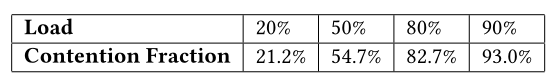 Load 20% 50% 80% 90%
Contention Fraction 21.2% 54.7% 82.7% 93.0%